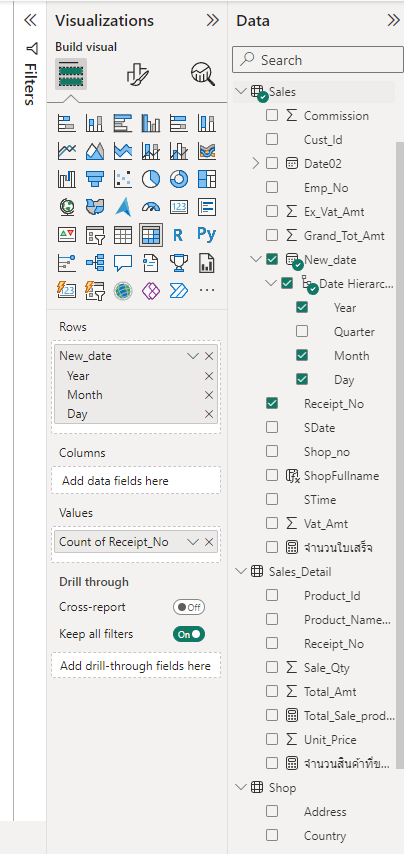 Visualizations
Build visual
Filters
Rows
New_date
Year
Month
Day
Columns
Add data fields here
Values
Count of Receipt_No
Drill through
Cross-report
Off
Keep all filters
On
Add drill-through fields here
Data
Search
Sales
Commission
Cust_Id
Date02
Emp_No
Ex_Vat_Amt
Grand_Tot_Amt
New_date
Date Hierarc...
Year
Quarter
Month
Day
Receipt_No
SDate
Shop_no
ShopFullname
STime
Vat_Amt
จำนวนใบเสร็จ
Sales_Detail
Product_Id
Product_Name...
Receipt_No
Sale_Qty
Total_Amt
Total_Sale_prod...
Unit_Price
จำนวนสินค้าที่ข...
Shop
Address
Country
R
Py
123
123